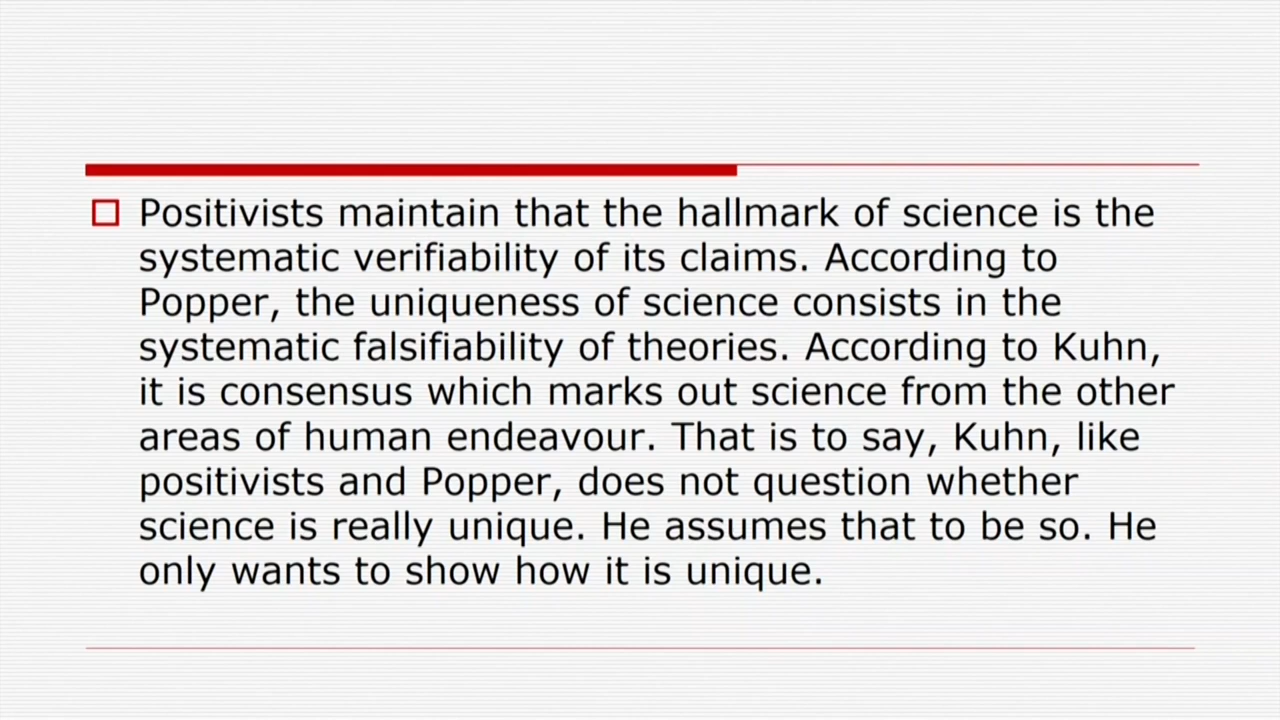 Positivists maintain that the hallmark of science is the
systematic verifiability of its claims. According to
Popper, the uniqueness of science consists in the
systematic falsifiability of theories. According to Kuhn,
it is consensus which marks out science from the other
areas of human endeavour. That is to say, Kuhn, like
positivists and Popper, does not question whether
science is really unique. He assumes that to be so. He
only wants to show how it is unique.